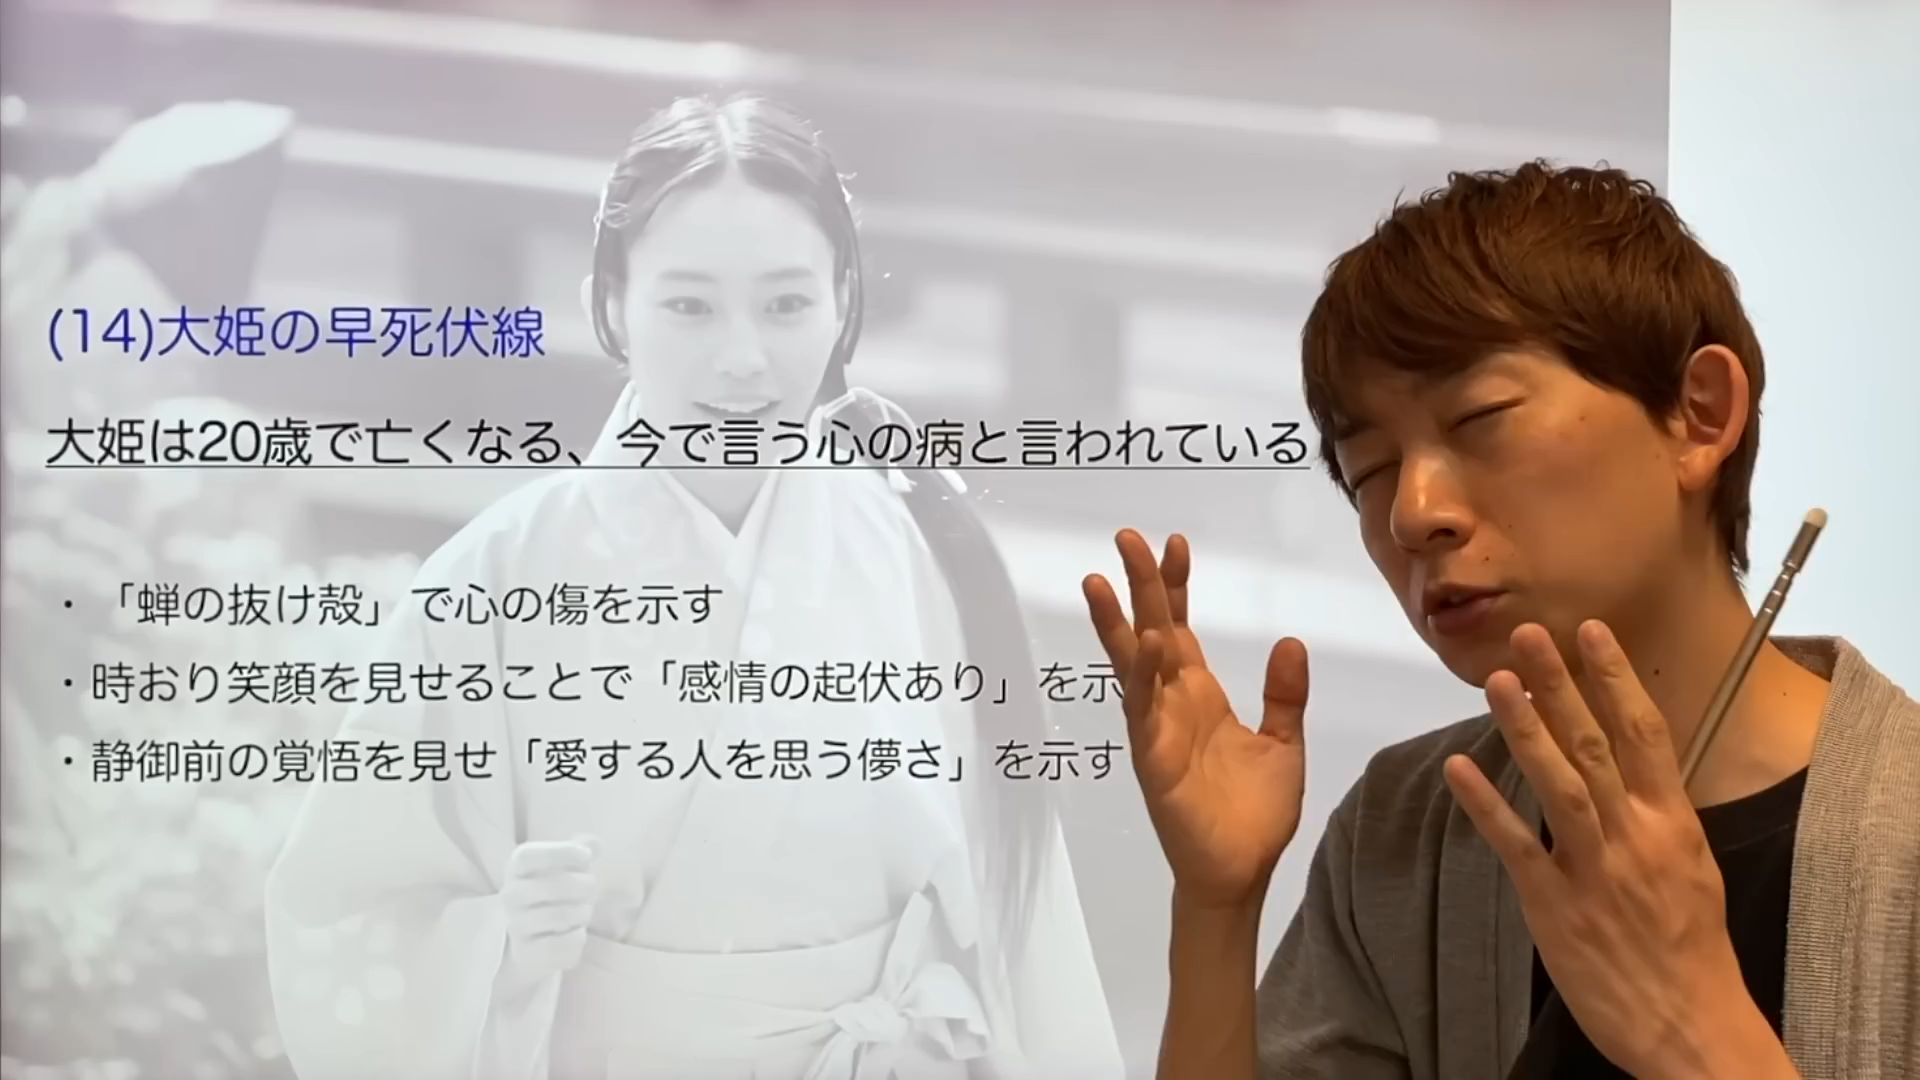 (14)大姫の早死伏線
大姫は20歳で亡くなる、今で言う心の病と言われている
・「蝉の抜け殻」で心の傷を示す
・時おり笑顔を見せることで「感情の起伏あり」を示
・静御前の覚悟を見せ「愛する人を思う儚さ」を示す